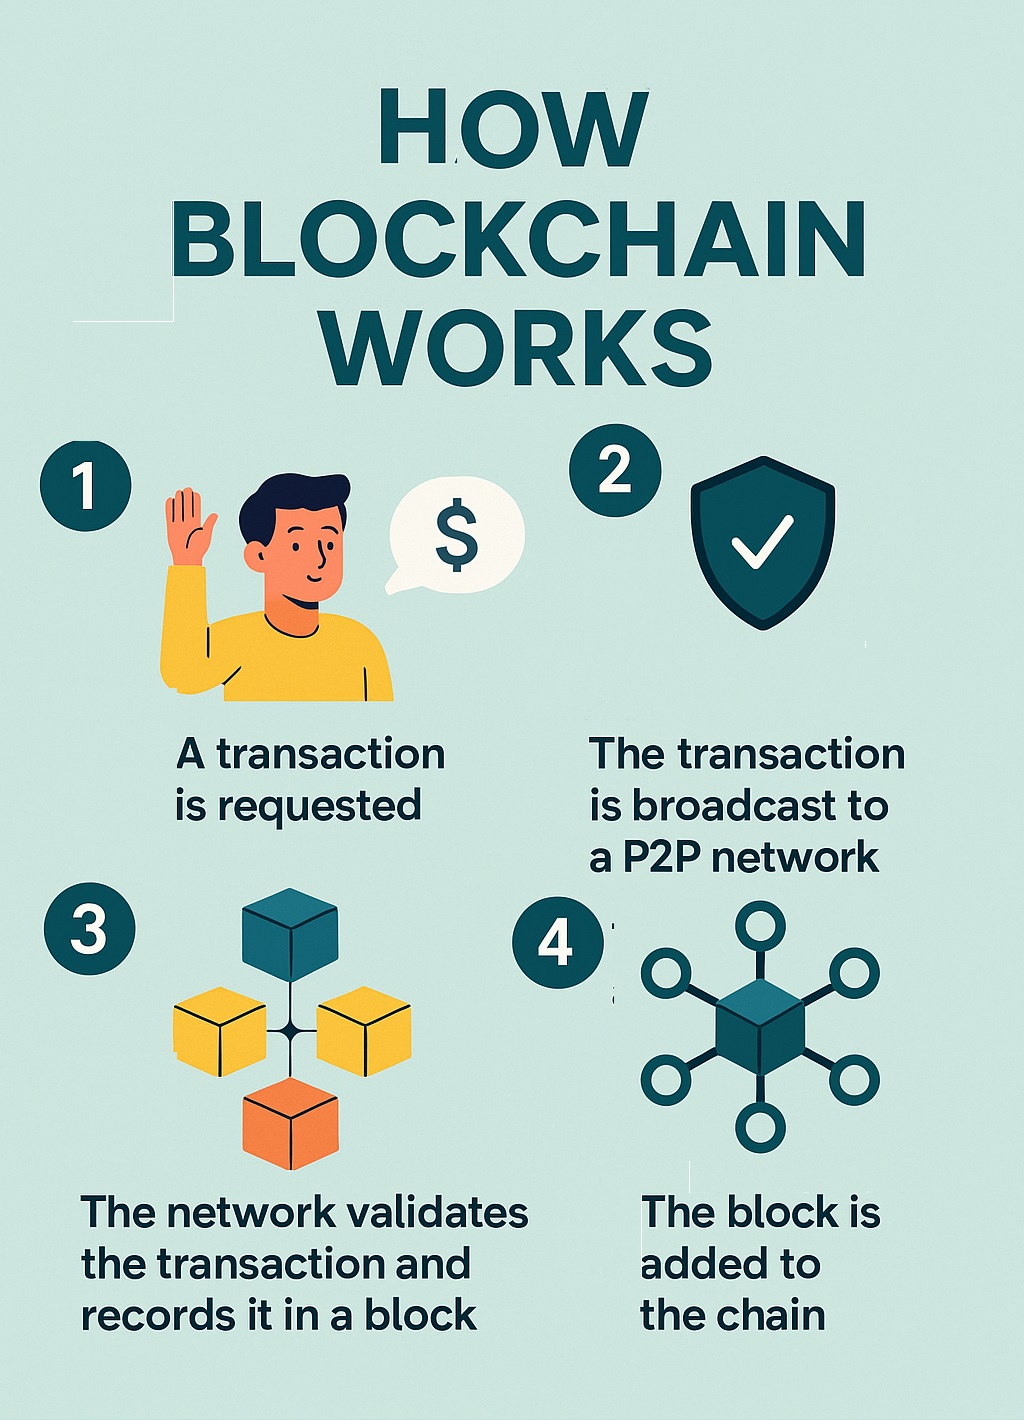 HOW
BLOCKCHAIN
WORKS
1
$
A transaction
is requested
2
The transaction
is broadcast to
a P2P network
3
The network validates
the transaction and
records it in a block
4
The block is
added to
the chain